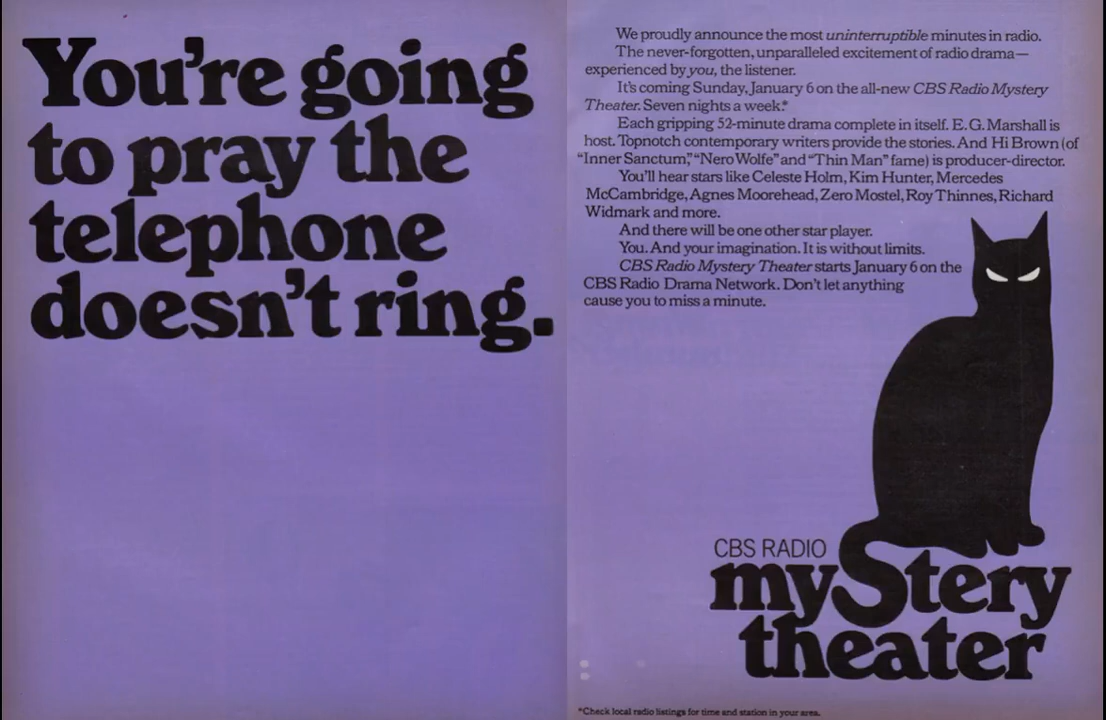 You're going
to pray the
telephone
doesn't ring.
We proudly announce the most uninterruptible minutes in radio.
The never-forgotten, unparalleled excitement of radio drama—
experienced by you, the listener.
It's coming Sunday, January 6 on the all-new CBS Radio Mystery
Theater. Seven nights a week.*
Each gripping 52-minute drama complete in itself. E. G. Marshall is
host. Topnotch contemporary writers provide the stories. And Hi Brown (of
"Inner Sanctum," "Nero Wolfe" and "Thin Man" fame) is producer-director.
You'll hear stars like Celeste Holm, Kim Hunter, Mercedes
McCambridge, Agnes Moorehead, Zero Mostel, Roy Thinnes, Richard
Widmark and more.
And there will be one other star player.
You. And your imagination. It is without limits.
CBS Radio Mystery Theater starts January 6 on the
CBS Radio Drama Network. Don't let anything
cause you to miss a minute.
CBS RADIO
myStery
theater
*Check local radio listings for time and station in your area.